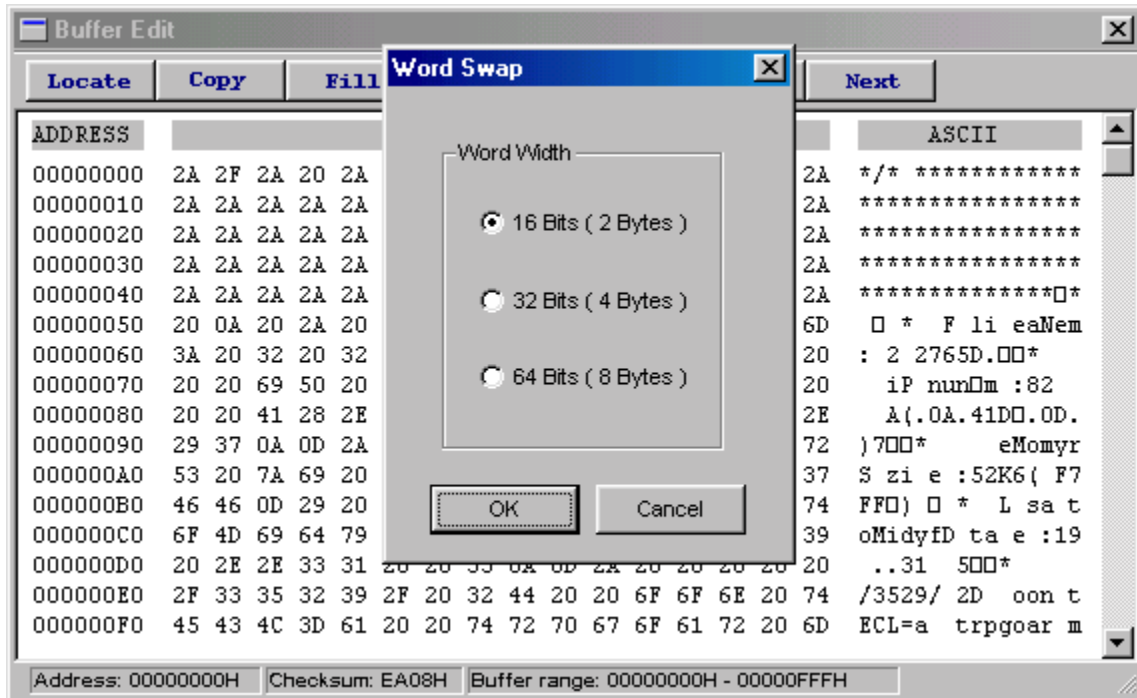 Buffer Edit
Locate Copy Fill Next
Word Swap
Word Width
16 Bits ( 2 Bytes )
32 Bits ( 4 Bytes )
64 Bits ( 8 Bytes )
OK Cancel
ADDRESS ASCII
00000000 2A 2F 2A 20 2A 2A */* ************
00000010 2A 2A 2A 2A 2A 2A ****************
00000020 2A 2A 2A 2A 2A 2A ****************
00000030 2A 2A 2A 2A 2A 2A ****************
00000040 2A 2A 2A 2A 2A 2A **************□*
00000050 20 0A 20 2A 20 6D □ * F li eaNem
00000060 3A 20 32 20 32 20 : 2 2765D.□□*
00000070 20 20 69 50 20 20 iP nun□m :82
00000080 20 20 41 28 2E 2E A(.0A.41D□.0D.
00000090 29 37 0A 0D 2A 72 )7□□* eMomyr
000000A0 53 20 7A 69 20 37 S zi e :52K6( F7
000000B0 46 46 0D 29 20 74 FF□) □ * L sa t
000000C0 6F 4D 69 64 79 39 oMidyfD ta e :19
000000D0 20 2E 2E 33 31 20 20 35 0A 0D 2A 20 20 20 20 20 ..31 5□□*
000000E0 2F 33 35 32 39 2F 20 32 44 20 20 6F 6F 6E 20 74 /3529/ 2D oon t
000000F0 45 43 4C 3D 61 20 20 74 72 70 67 6F 61 72 20 6D ECL=a trpgoar m
Address: 00000000H Checksum: EA08H Buffer range: 00000000H - 00000FFFH